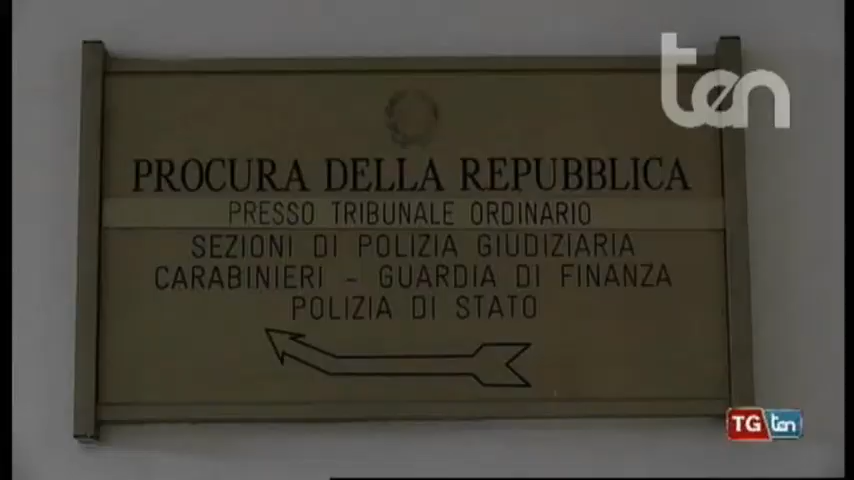 ten
PROCURA DELLA REPUBBLICA
PRESSO TRIBUNALE ORDINARIO
SEZIONI DI POLIZIA GIUDIZIARIA
CARABINIERI - GUARDIA DI FINANZA
POLIZIA DI STATO
TG ten